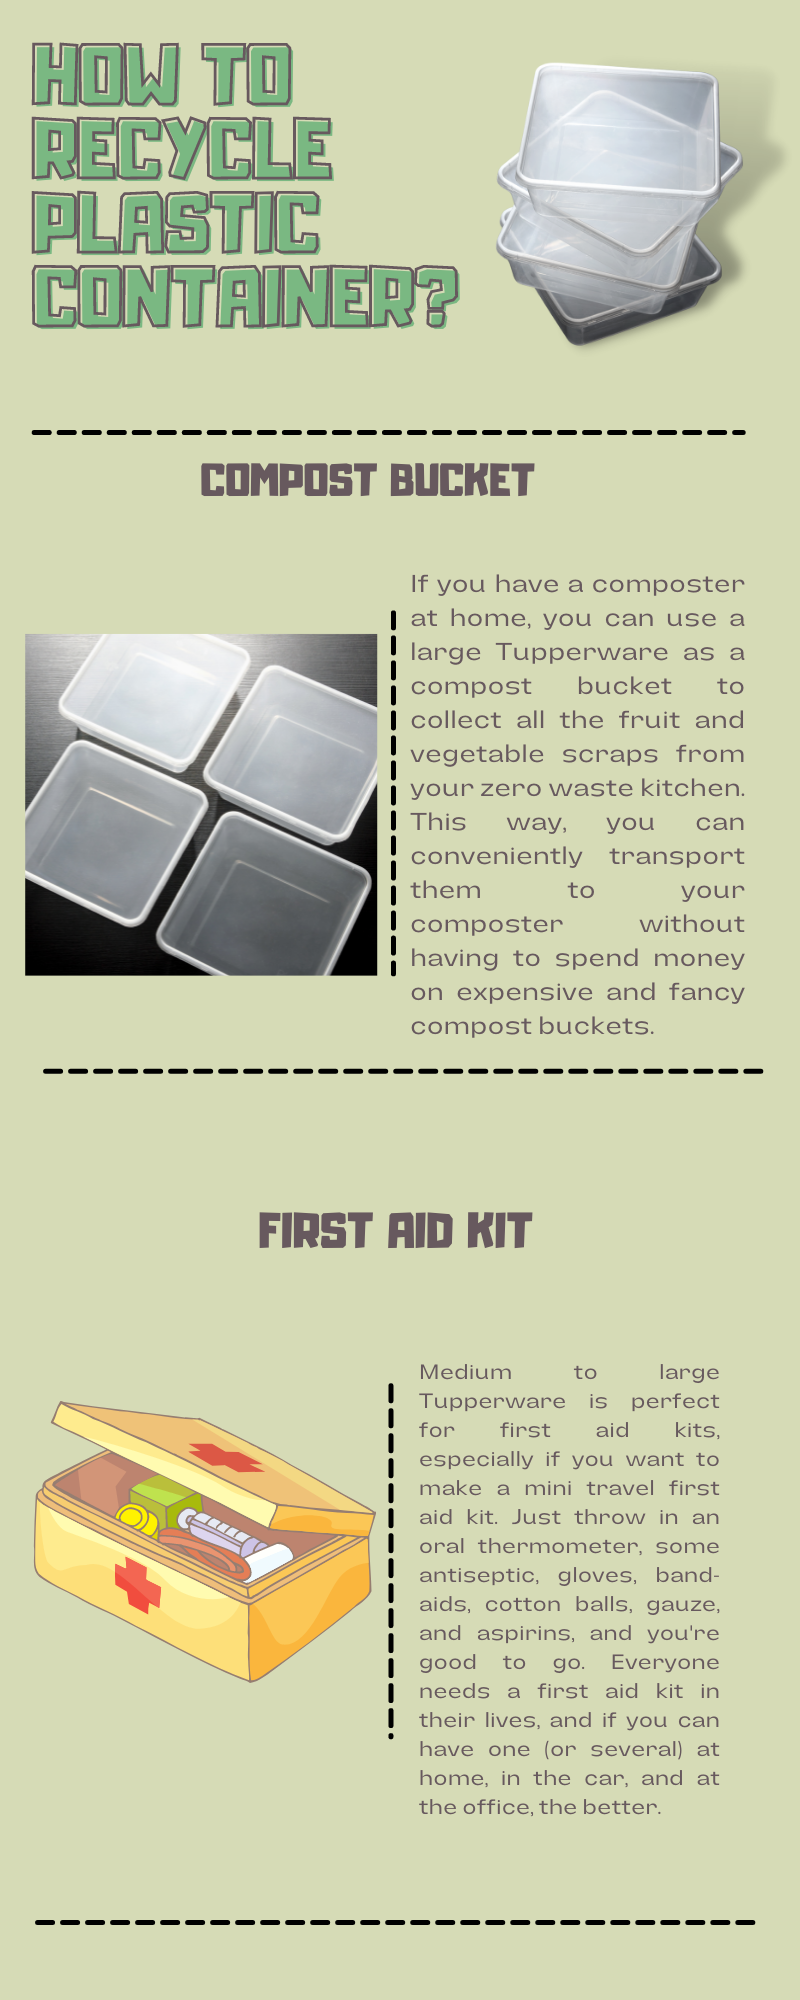 HOW TO
RECYCLE
PLASTIC
CONTAINER?
COMPOST BUCKET
If you have a composter
at home, you can use a
large Tupperware as a
compost bucket to
collect all the fruit and
vegetable scraps from
your zero waste kitchen.
This way, you can
conveniently transport
them to your
composter without
having to spend money
on expensive and fancy
compost buckets.
FIRST AID KIT
Medium to large
Tupperware is perfect
for first aid kits,
especially if you want to
make a mini travel first
aid kit. Just throw in an
oral thermometer, some
antiseptic, gloves, band-
aids, cotton balls, gauze,
and aspirins, and you're
good to go. Everyone
needs a first aid kit in
their lives, and if you can
have one (or several) at
home, in the car, and at
the office, the better.